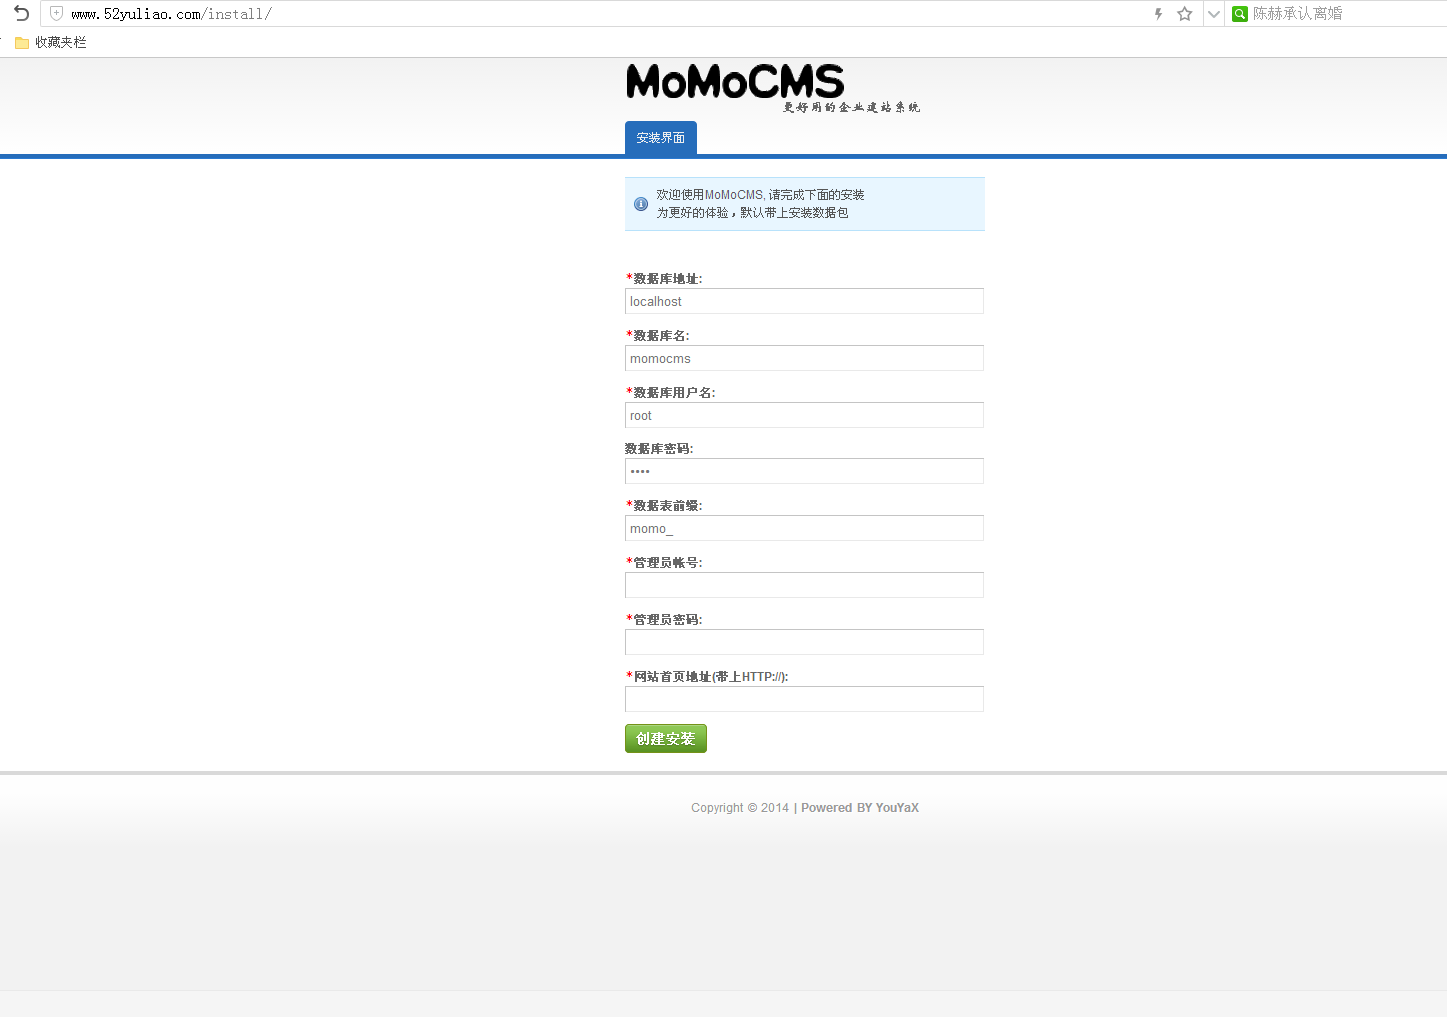 www.52yuliao.com/install/
陈赫承认离婚
收藏夹栏
MoMoCMS
更好用的企业建站系统
安装界面
欢迎使用MoMoCMS, 请完成下面的安装
为更好的体验，默认带上安装数据包
*数据库地址:
localhost
*数据库名:
momocms
*数据库用户名:
root
数据库密码:
••••
*数据表前缀:
momo_
*管理员帐号:
*管理员密码:
*网站首页地址(带上HTTP://):
创建安装
Copyright © 2014 | Powered BY YouYaX